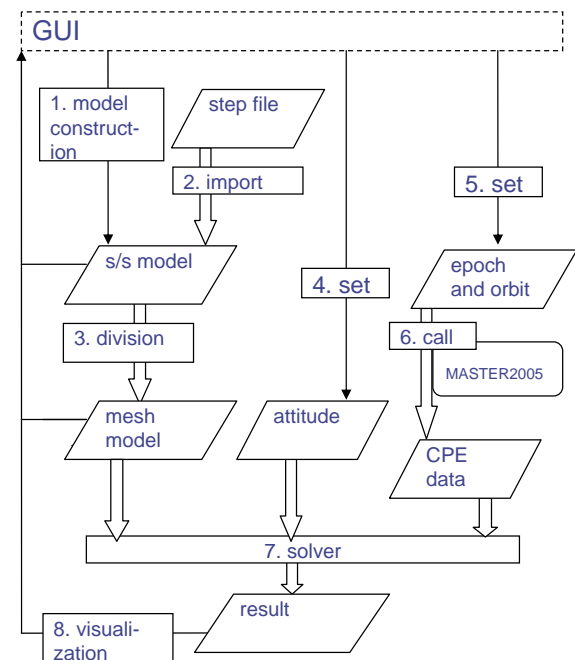 GUI
1. model
construct-
ion
step file
2. import
5. set
s/s model
4. set
epoch
and orbit
3. division
6. call
MASTER2005
mesh
model
attitude
CPE
data
7. solver
result
8. visuali-
zation